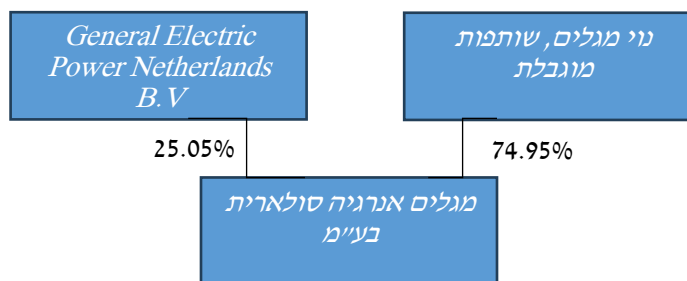 General Electric
Power Netherlands
B.V
נוי מגלים, שותפות
מוגבלת
25.05%
74.95%
מגלים אנרגיה סולארית
בע״מ